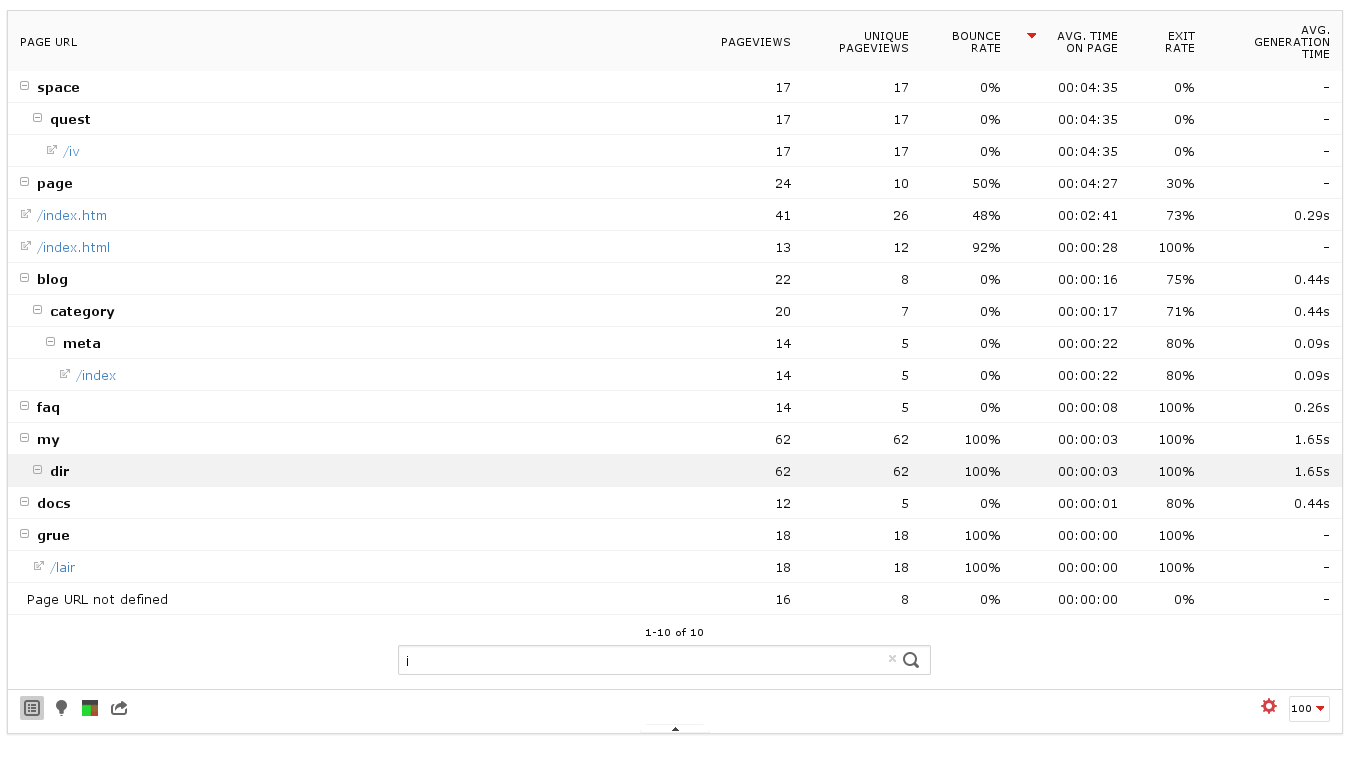 PAGE URL PAGEVIEWS UNIQUE PAGEVIEWS BOUNCE RATE AVG. TIME ON PAGE EXIT RATE AVG. GENERATION TIME
space 17 17 0% 00:04:35 0% -
quest 17 17 0% 00:04:35 0% -
/iv 17 17 0% 00:04:35 0% -
page 24 10 50% 00:04:27 30% -
/index.htm 41 26 48% 00:02:41 73% 0.29s
/index.html 13 12 92% 00:00:28 100% -
blog 22 8 0% 00:00:16 75% 0.44s
category 20 7 0% 00:00:17 71% 0.44s
meta 14 5 0% 00:00:22 80% 0.09s
/index 14 5 0% 00:00:22 80% 0.09s
faq 14 5 0% 00:00:08 100% 0.26s
my 62 62 100% 00:00:03 100% 1.65s
dir 62 62 100% 00:00:03 100% 1.65s
docs 12 5 0% 00:00:01 80% 0.44s
grue 18 18 100% 00:00:00 100% -
/lair 18 18 100% 00:00:00 100% -
Page URL not defined 16 8 0% 00:00:00 0% -
1-10 of 10
i
100